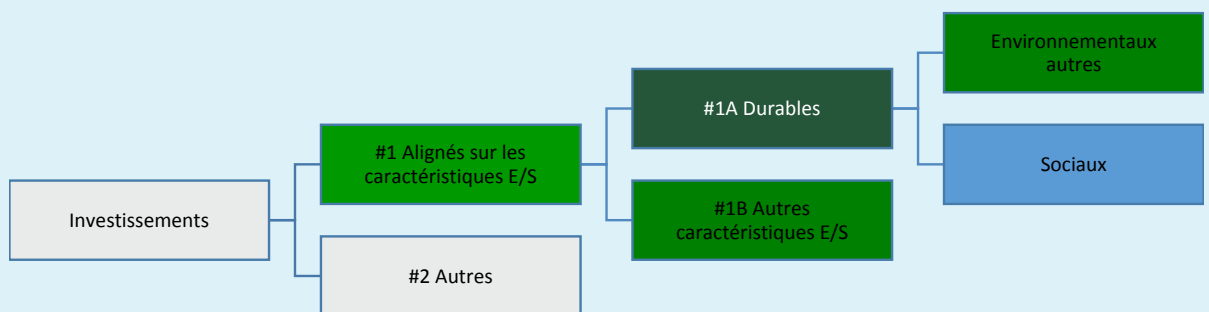 Investissements
#1 Alignés sur les
caractéristiques E/S
#2 Autres
#1A Durables
#1B Autres
caractéristiques E/S
Environnementaux
autres
Sociaux